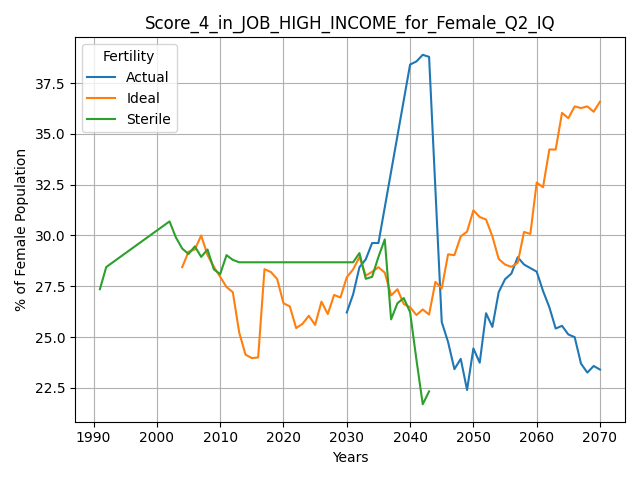 Score_4_in_JOB_HIGH_INCOME_for_Female_Q2_IQ
Fertility
Actual
Ideal
Sterile
% of Female Population
37.5
35.0
32.5
30.0
27.5
25.0
22.5
1990 2000 2010 2020 2030 2040 2050 2060 2070
Years